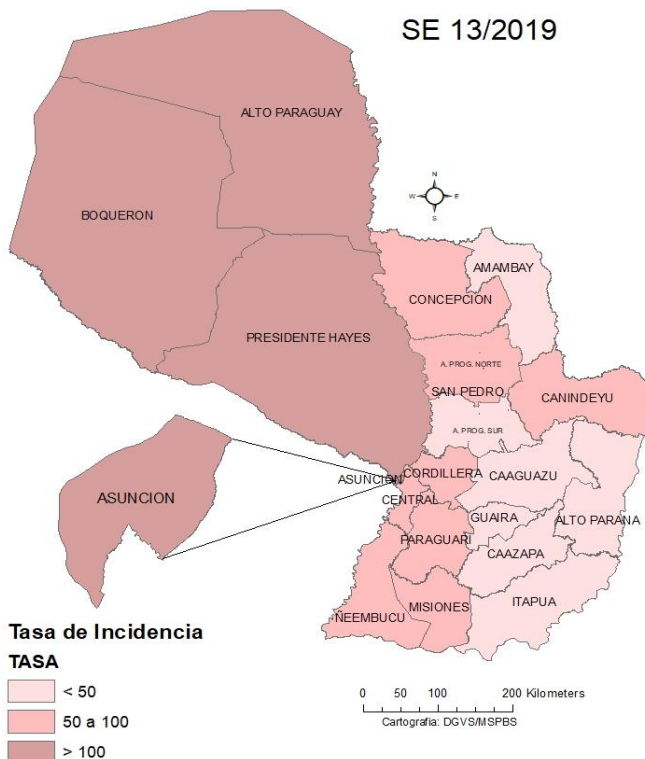 SE 13/2019
ALTO PARAGUAY
BOQUERON
N
W E
S
AMAMBAY
CONCEPCIÓN
PRESIDENTE HAYES
A. PROG. NORTE
SAN PEDRO
CANINDEYU
A. PROG. SUR
ASUNCION
CORDILLERA
CAAGUAZU
ASUNCION
CENTRAL
GUAIRA
ALTO PARANA
PARAGUARI
CAAZAPA
ITAPUA
ÑEEMBUCU
MISIONES
Tasa de Incidencia
TASA
< 50
50 a 100
> 100
0 50 100 200 Kilometers
Cartografia: DGVS/MSPBS